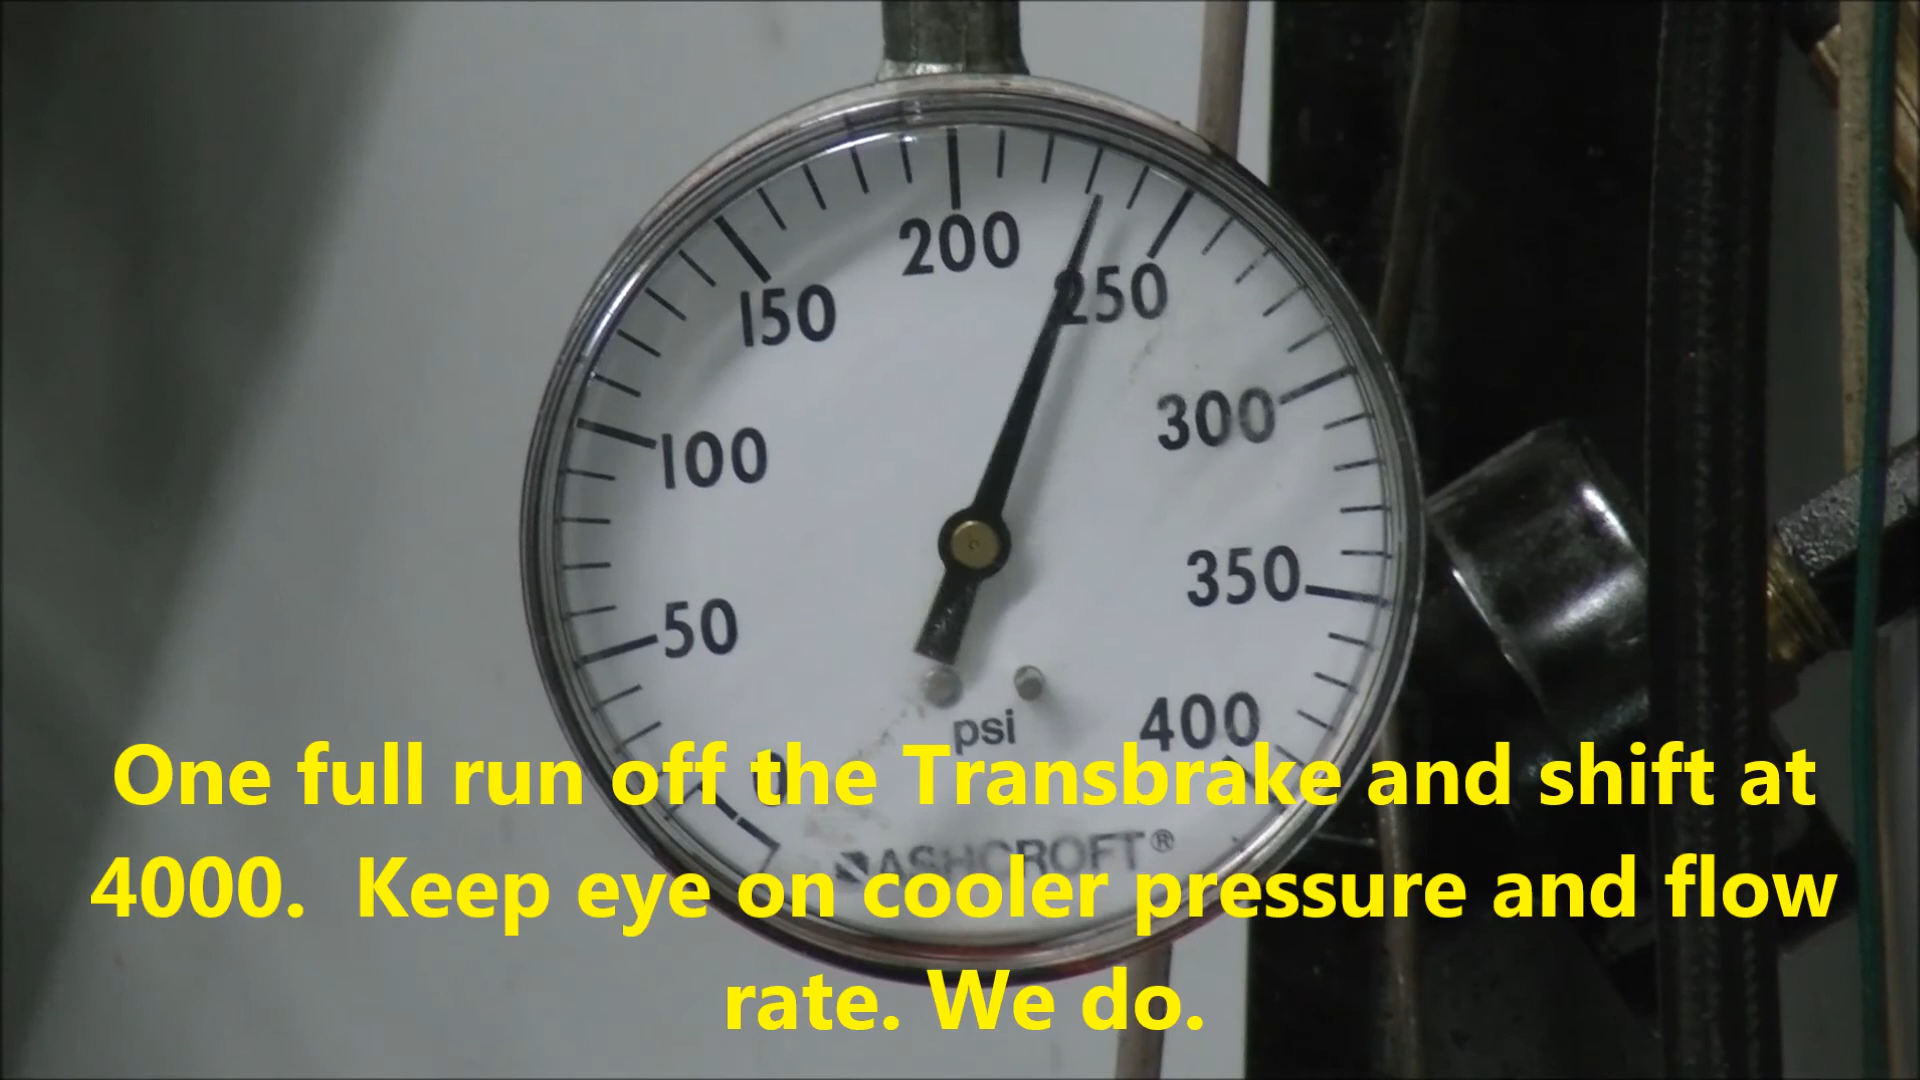 200
250
150
300
100
350
50
psi
400
0
ASHCROFT®
One full run off the Transbrake and shift at
4000. Keep eye on cooler pressure and flow
rate. We do.